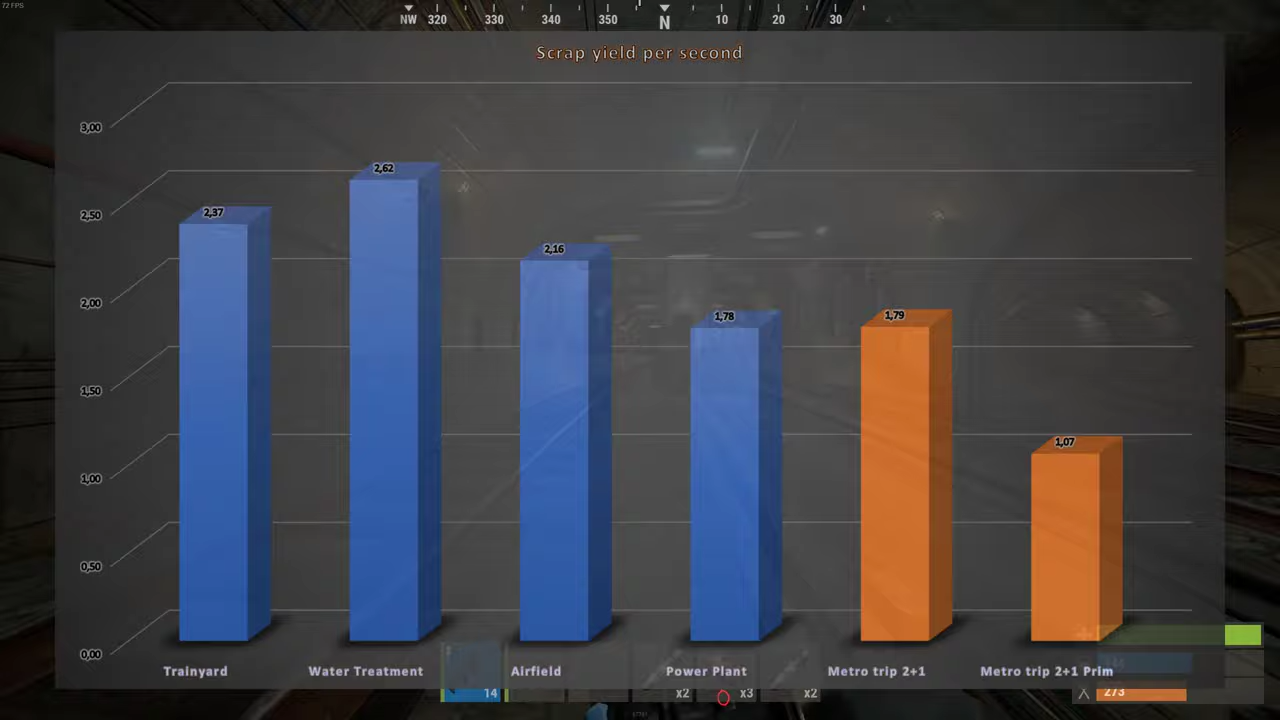 72 FPS
NW 320 330 340 350 N 10 20 30
Scrap yield per second
3,00
2,50
2,00
1,50
1,00
0,50
0,00
2,37
2,62
2,16
1,78
1,79
1,07
Trainyard
Water Treatment
Airfield
Power Plant
Metro trip 2+1
Metro trip 2+1 Prim
14
x2
x3
x2
273